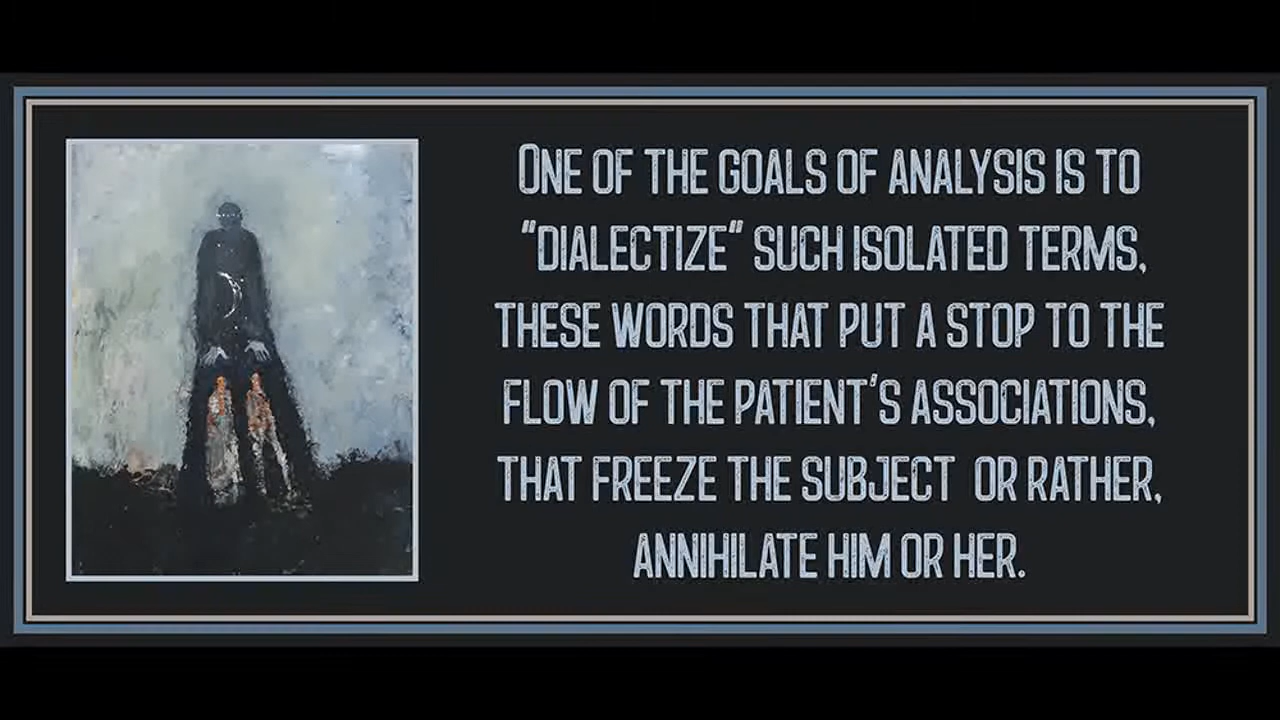 ONE OF THE GOALS OF ANALYSIS IS TO
"DIALECTIZE" SUCH ISOLATED TERMS,
THESE WORDS THAT PUT A STOP TO THE
FLOW OF THE PATIENT'S ASSOCIATIONS,
THAT FREEZE THE SUBJECT OR RATHER,
ANNIHILATE HIM OR HER.